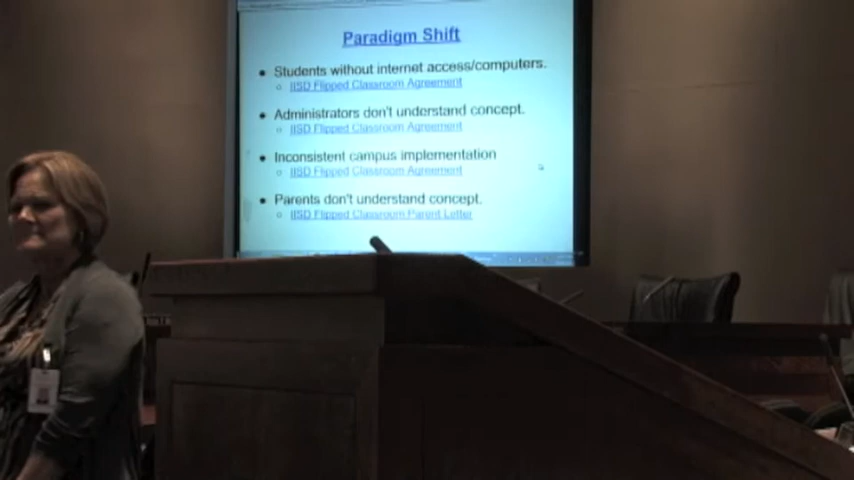 Paradigm Shift
• Students without internet access/computers.
○ IISD Flipped Classroom Agreement
• Administrators don't understand concept.
○ IISD Flipped Classroom Agreement
• Inconsistent campus implementation
○ IISD Flipped Classroom Agreement
• Parents don't understand concept.
○ IISD Flipped Classroom Parent Letter